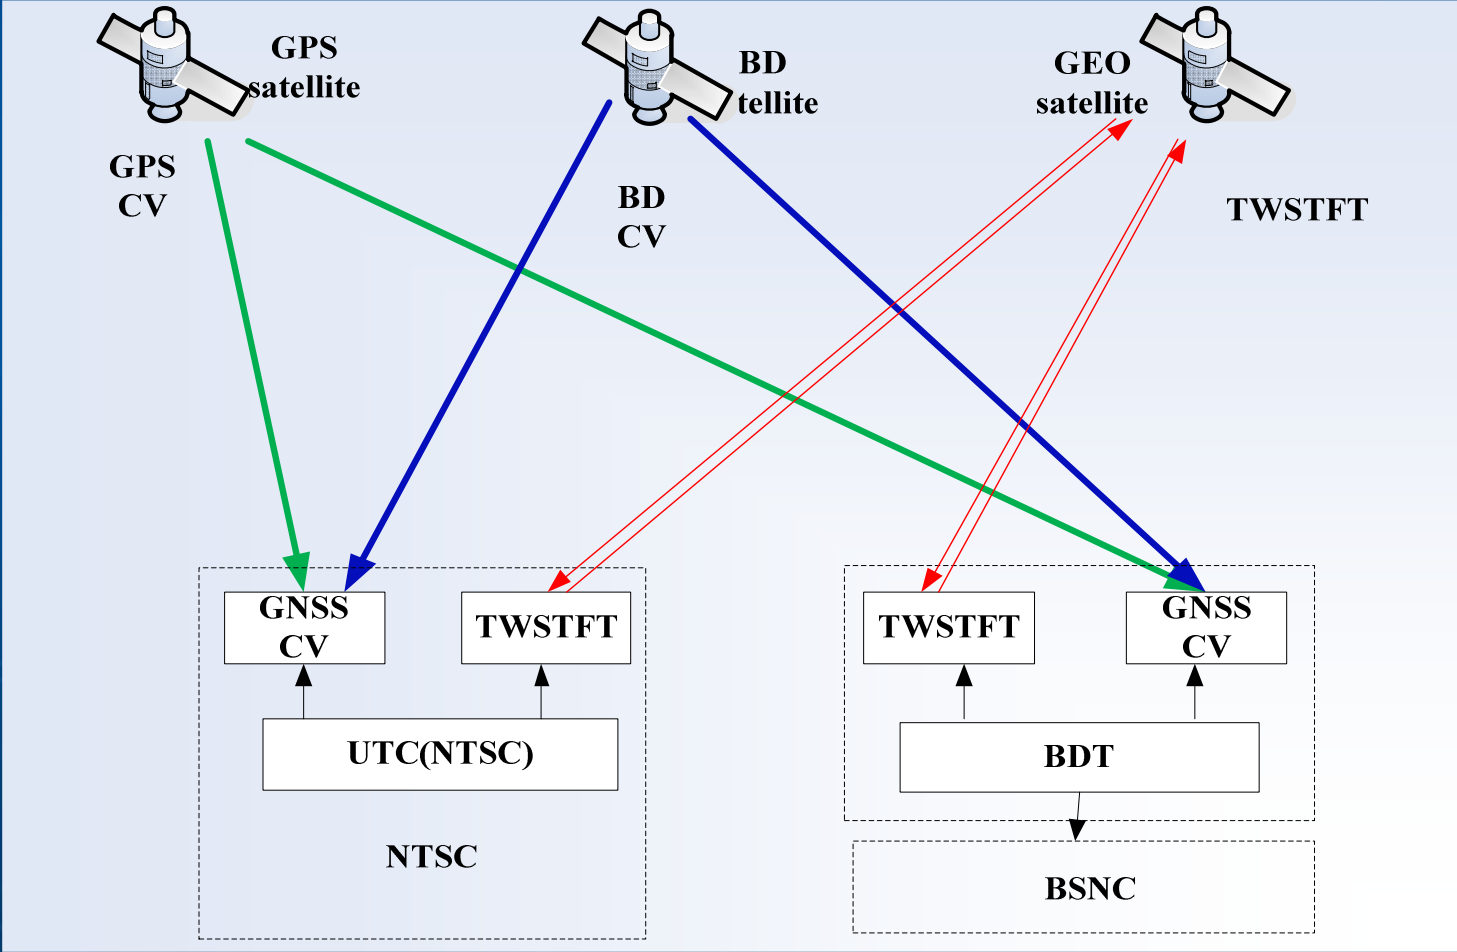 GPS
satellite
BD
tellite
GEO
satellite
GPS
CV
BD
CV
TWSTFT
GNSS
CV
TWSTFT
TWSTFT
GNSS
CV
UTC(NTSC)
BDT
NTSC
BSNC